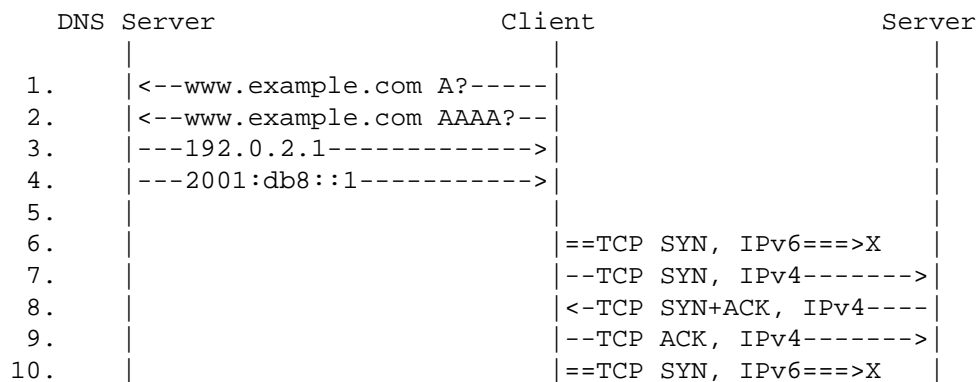 DNS Server                  Client                  Server
     |                          |                       |
 1.  |<--www.example.com A?-----|                       |
 2.  |<--www.example.com AAAA?--|                       |
 3.  |---192.0.2.1------------->|                       |
 4.  |---2001:db8::1----------->|                       |
 5.  |                          |                       |
 6.  |                          |==TCP SYN, IPv6===>X   |
 7.  |                          |--TCP SYN, IPv4------->|
 8.  |                          |<-TCP SYN+ACK, IPv4----|
 9.  |                          |--TCP ACK, IPv4------->|
10.  |                          |==TCP SYN, IPv6===>X   |